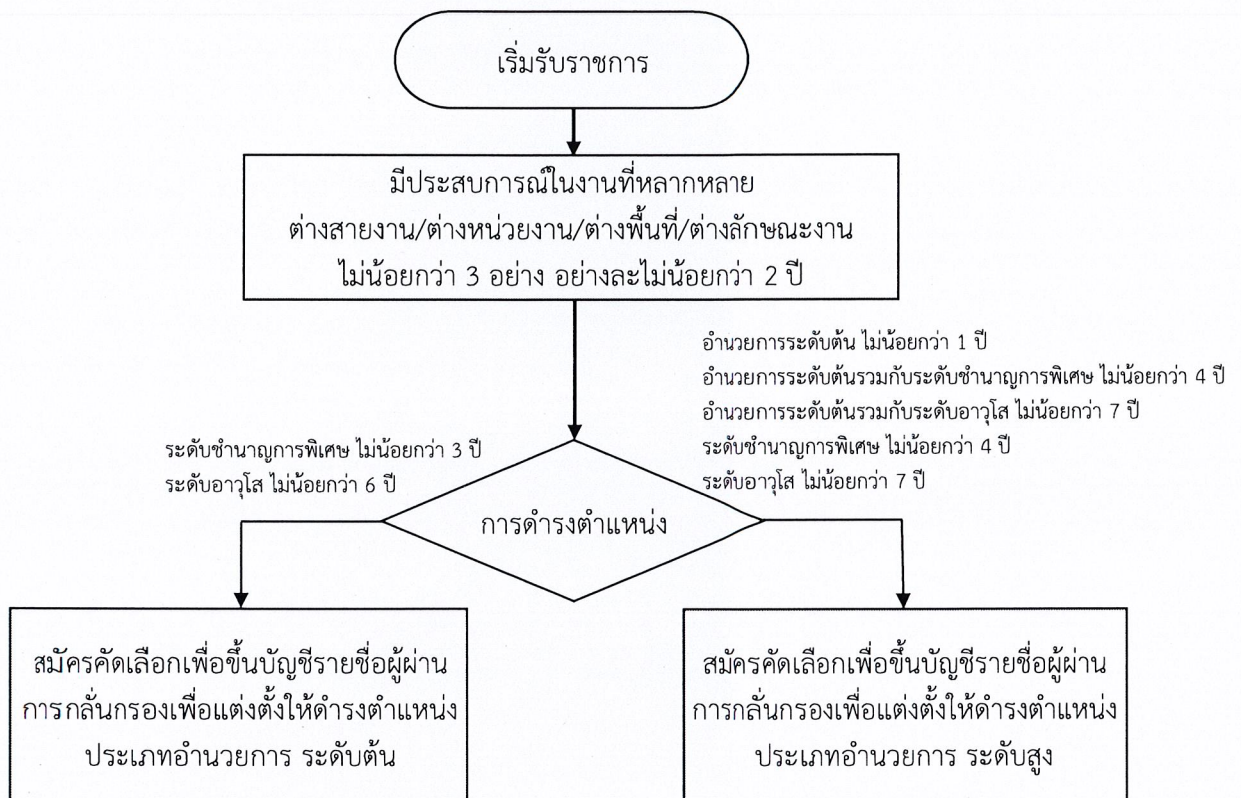 เริ่มรับราชการ
มีประสบการณ์ในงานที่หลากหลาย
ต่างสายงาน/ต่างหน่วยงาน/ต่างพื้นที่/ต่างลักษณะงาน
ไม่น้อยกว่า 3 อย่าง อย่างละไม่น้อยกว่า 2 ปี
อำนวยการระดับต้น ไม่น้อยกว่า 1 ปี
อำนวยการระดับต้นรวมกับระดับชำนาญการพิเศษ ไม่น้อยกว่า 4 ปี
อำนวยการระดับต้นรวมกับระดับอาวุโส ไม่น้อยกว่า 7 ปี
ระดับชำนาญการพิเศษ ไม่น้อยกว่า 4 ปี
ระดับอาวุโส ไม่น้อยกว่า 7 ปี
ระดับชำนาญการพิเศษ ไม่น้อยกว่า 3 ปี
ระดับอาวุโส ไม่น้อยกว่า 6 ปี
การดำรงตำแหน่ง
สมัครคัดเลือกเพื่อขึ้นบัญชีรายชื่อผู้ผ่าน
การกลั่นกรองเพื่อแต่งตั้งให้ดำรงตำแหน่ง
ประเภทอำนวยการ ระดับต้น
สมัครคัดเลือกเพื่อขึ้นบัญชีรายชื่อผู้ผ่าน
การกลั่นกรองเพื่อแต่งตั้งให้ดำรงตำแหน่ง
ประเภทอำนวยการ ระดับสูง